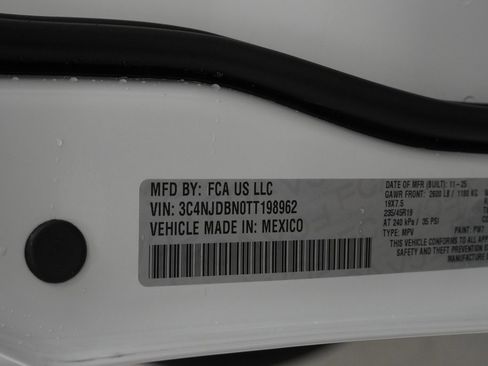 MFD BY: FCA US LLC
VIN: 3C4NJDBN0TT198962
VEHICLE MADE IN: MEXICO
DATE OF MFR (BUILT): 11-25
GAWR FRONT: 2600 LB / 1180 KG
19X7.5
235/45R19
AT 240 kPa / 35 PSI
TYPE: MPV PAINT: PW7
THIS VEHICLE CONFORMS TO ALL APP
SAFETY AND THEFT PREVENTION
MANUFACTURE